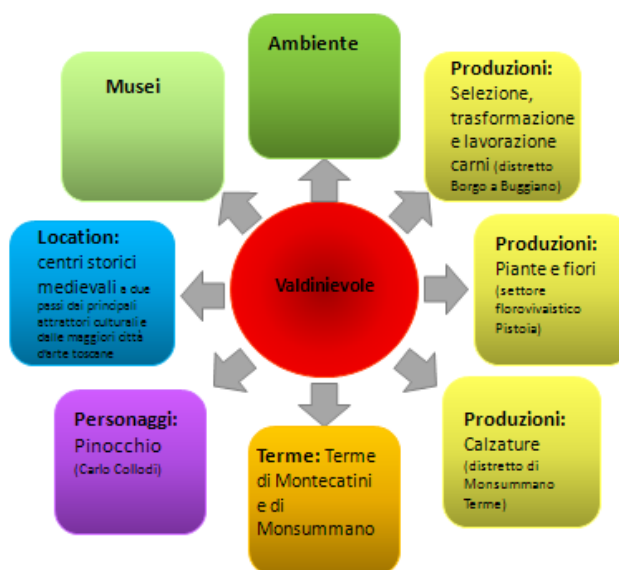 Ambiente
Musei
Produzioni:
Selezione,
trasformazione
e lavorazione
carni (distretto
Borgo a Buggiano)
Location:
centri storici
medievali a due
passi dai principali
attrattori culturali e
dalle maggiori città
d'arte toscane
Valdinievole
Produzioni:
Piante e fiori
(settore
florovivaistico
Pistoia)
Personaggi:
Pinocchio
(Carlo Collodi)
Terme: Terme
di Montecatini
e di
Monsummano
Produzioni:
Calzature
(distretto di
Monsummano
Terme)